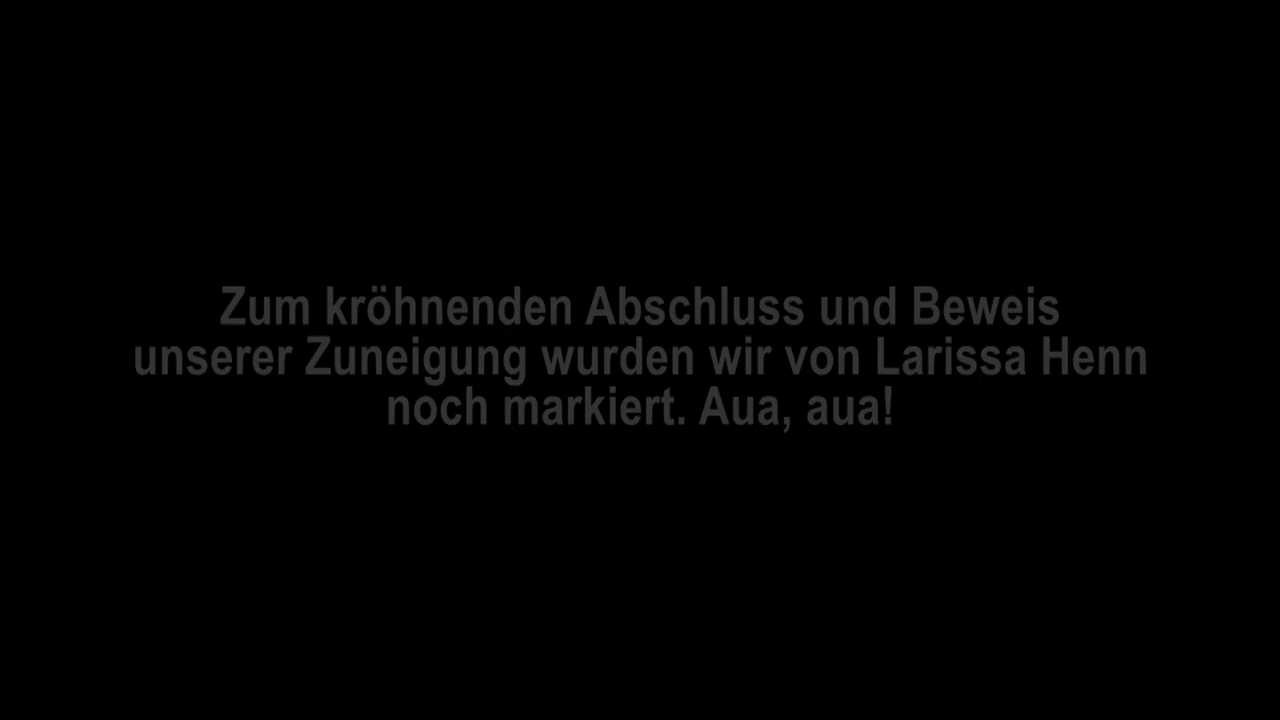 Zum kröhnenden Abschluss und Beweis
unserer Zuneigung wurden wir von Larissa Henn
noch markiert. Aua, aua!